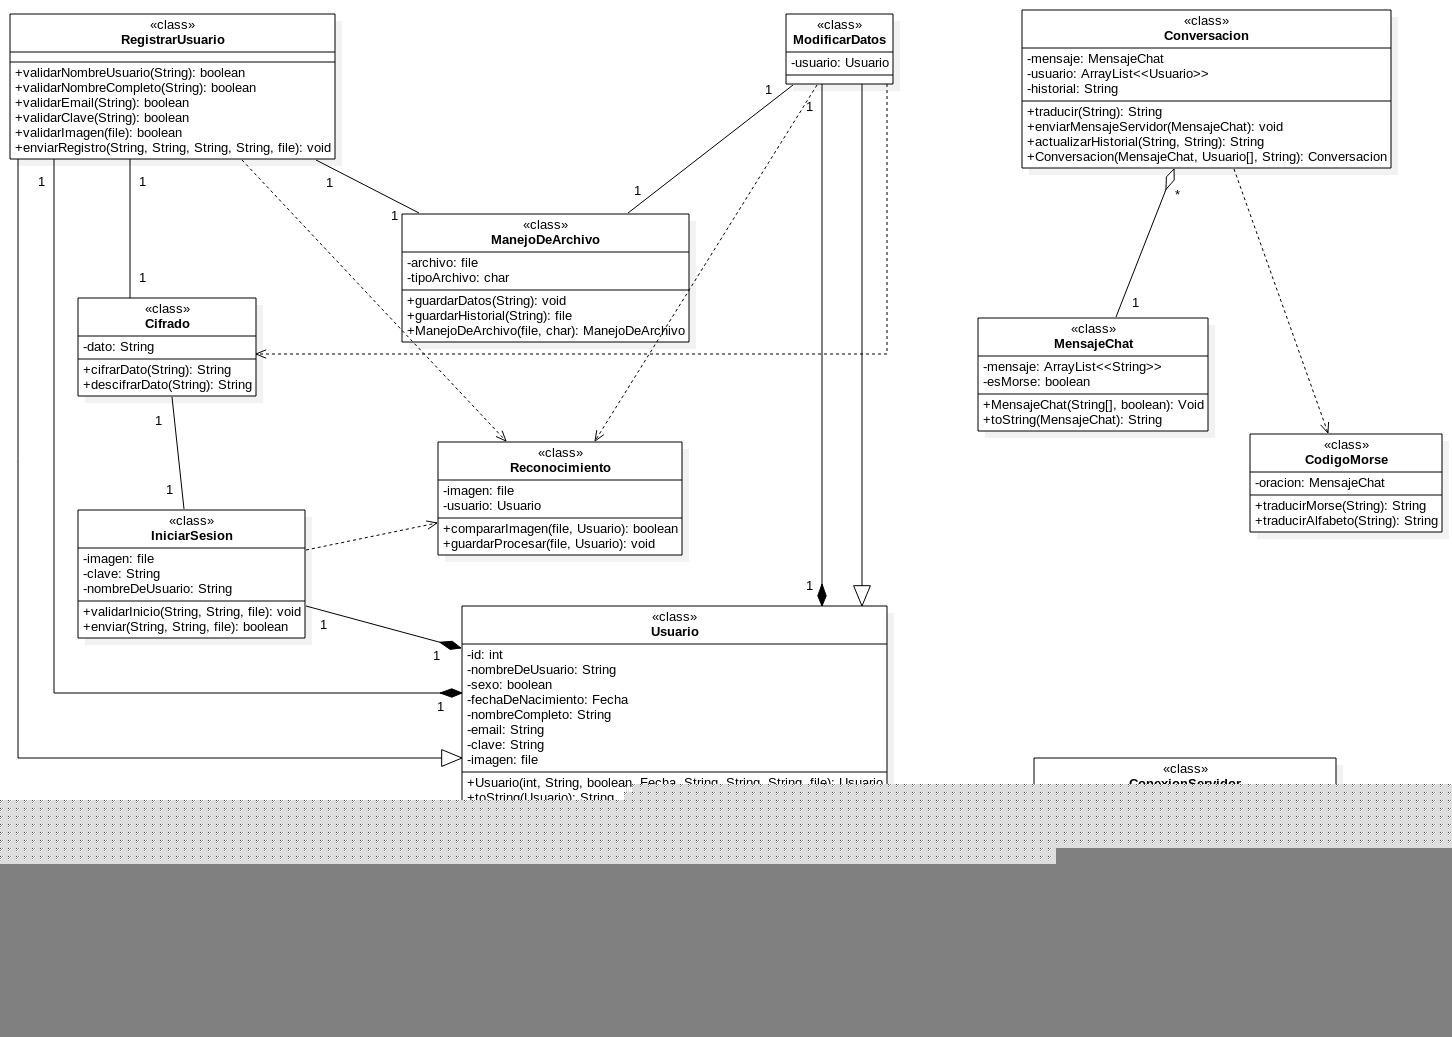 «class»
RegistrarUsuario
+validarNombreUsuario(String): boolean
+validarNombreCompleto(String): boolean
+validarEmail(String): boolean
+validarClave(String): boolean
+validarImagen(file): boolean
+enviarRegistro(String, String, String, String, file): void
«class»
ModificarDatos
-usuario: Usuario
«class»
Conversacion
-mensaje: MensajeChat
-usuario: ArrayList<<Usuario>>
-historial: String
+traducir(String): String
+enviarMensajeServidor(MensajeChat): void
+actualizarHistorial(String, String): String
+Conversacion(MensajeChat, Usuario[], String): Conversacion
1
1
1
1
1
1
1
1
*
«class»
ManejoDeArchivo
-archivo: file
-tipoArchivo: char
+guardarDatos(String): void
+guardarHistorial(String): file
+ManejoDeArchivo(file, char): ManejoDeArchivo
1
«class»
Cifrado
-dato: String
+cifrarDato(String): String
+descifrarDato(String): String
1
«class»
MensajeChat
-mensaje: ArrayList<<String>>
-esMorse: boolean
+MensajeChat(String[], boolean): Void
+toString(MensajeChat): String
1
1
«class»
Reconocimiento
-imagen: file
-usuario: Usuario
+compararImagen(file, Usuario): boolean
+guardarProcesar(file, Usuario): void
«class»
CodigoMorse
-oracion: MensajeChat
+traducirMorse(String): String
+traducirAlfabeto(String): String
«class»
IniciarSesion
-imagen: file
-clave: String
-nombreDeUsuario: String
+validarInicio(String, String, file): void
+enviar(String, String, file): boolean
1
1
1
1
«class»
Usuario
-id: int
-nombreDeUsuario: String
-sexo: boolean
-fechaDeNacimiento: Fecha
-nombreCompleto: String
-email: String
-clave: String
-imagen: file
+Usuario(int, String, boolean, Fecha, String, String, String, file): Usuario
+toString(Usuario): String
«class»
ConexionServidor